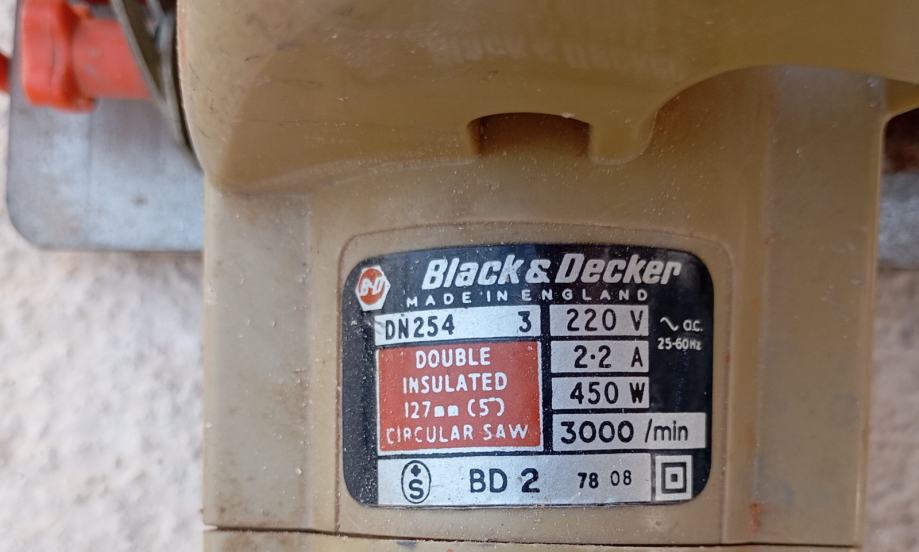 Black & Decker
B-D
MADE IN ENGLAND
DN254 3
220 V
a.c.
25-60Hz
DOUBLE
INSULATED
127mm (5")
CIRCULAR SAW
2·2 A
450 W
3000 /min
S
BD 2
78 08